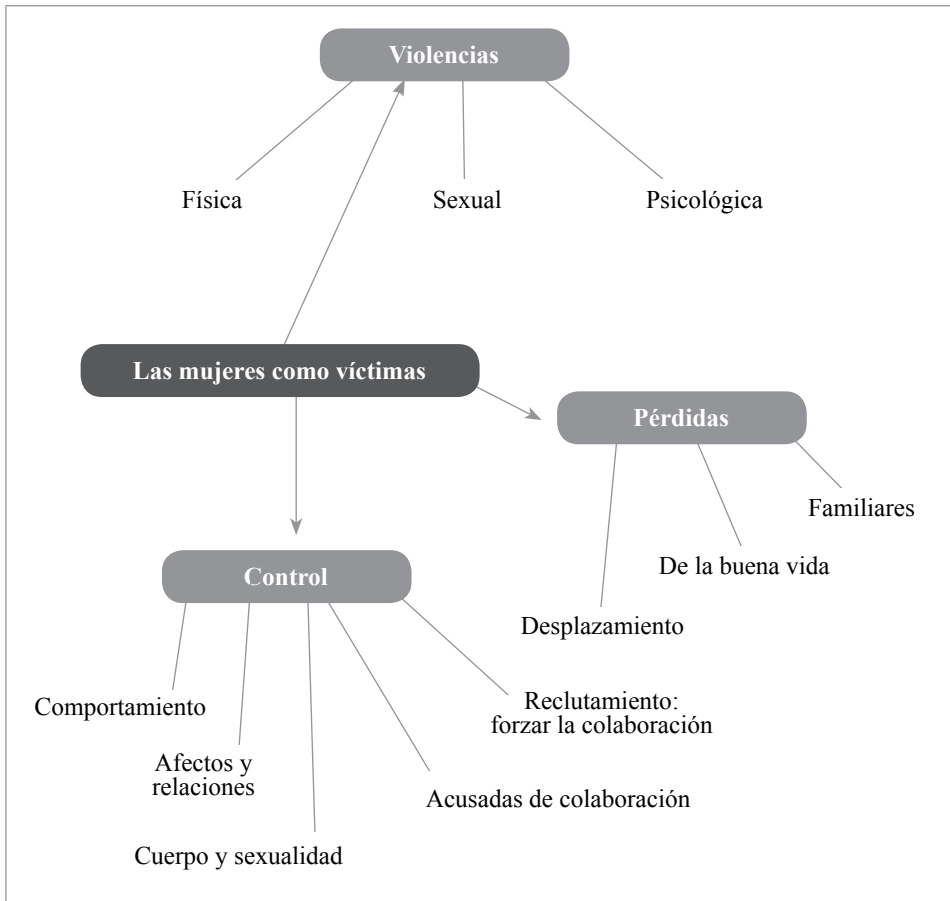 Violencias
Física
Sexual
Psicológica
Las mujeres como víctimas
Pérdidas
Familiares
De la buena vida
Desplazamiento
Control
Comportamiento
Afectos y
relaciones
Cuerpo y sexualidad
Acusadas de colaboración
Reclutamiento:
forzar la colaboración